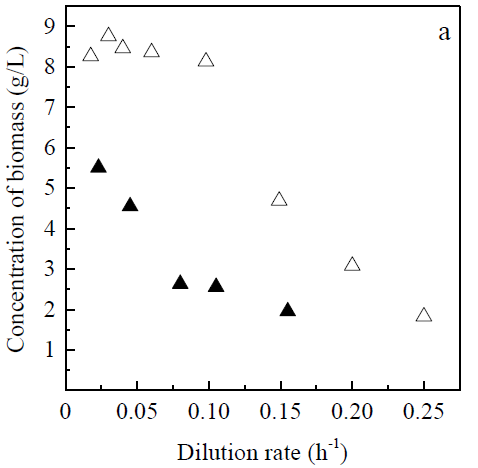 a
Concentration of biomass (g/L)
9
8
7
6
5
4
3
2
1
0 0.05 0.10 0.15 0.20 0.25
Dilution rate (h⁻¹)